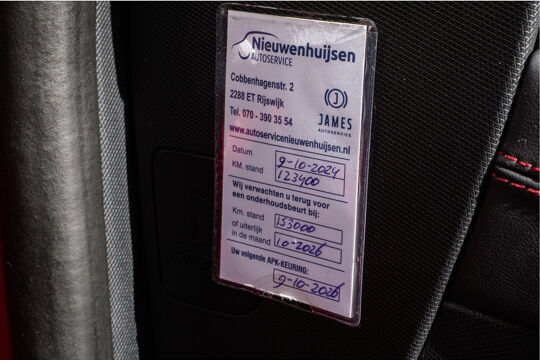 Nieuwenhuijsen
AUTOSERVICE
Cobbenhagenstr. 2
2288 ET Rijswijk
Tel. 070 - 390 35 54
JAMES
AUTOSERVICE
www.autoservicenieuwenhuijsen.nl
Datum 9-10-2024
KM. stand 123400
Wij verwachten u terug voor
een onderhoudsbeurt bij:
Km. stand 153000
of uiterlijk
in de maand 10-2026
Uw volgende APK-KEURING:
9-10-2026